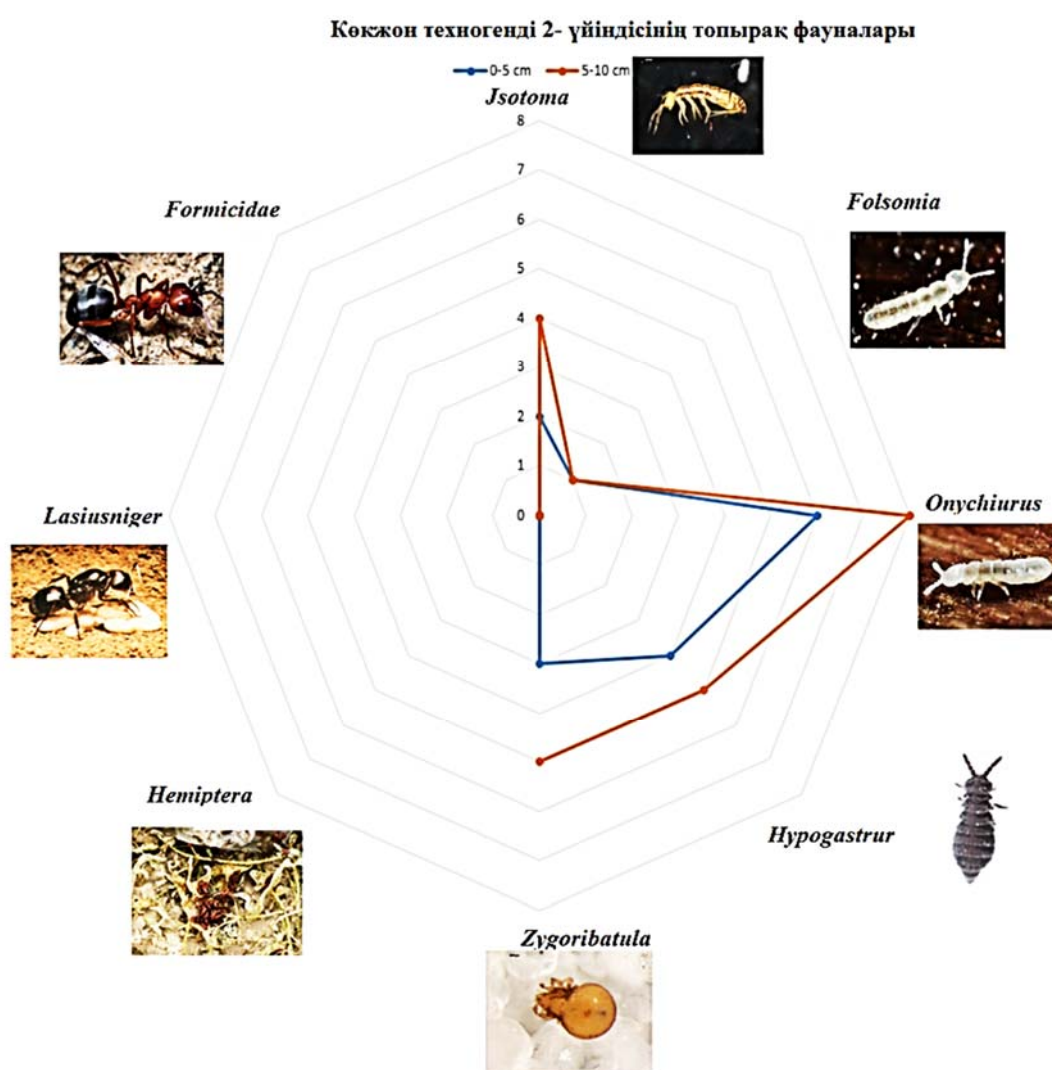 Көкжон техногенді 2- үйіндісінің топырақ фауналары
0-5 cm 5-10 cm
Jsotoma
8
7
6
5
4
3
2
1
0
Formicidae
Folsomia
Lasiusniger
Onychiurus
Hemiptera
Hypogastrur
Zygoribatula